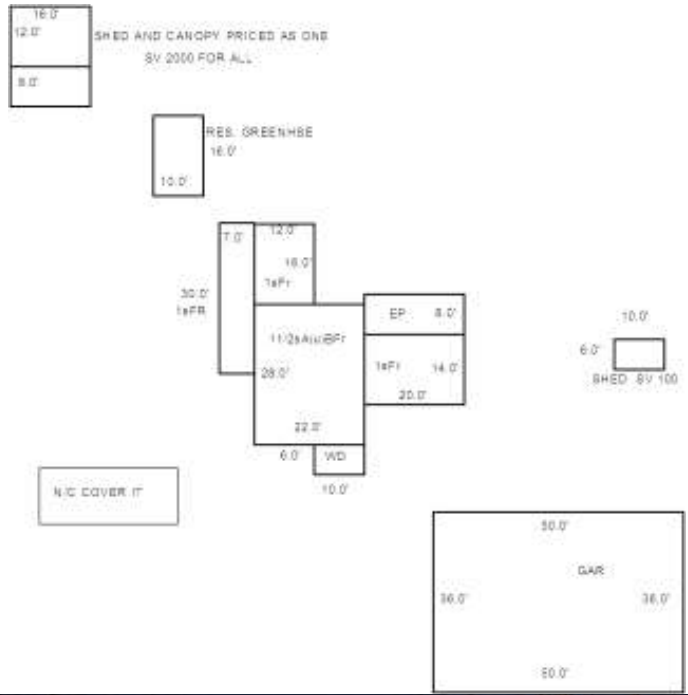 16.0'
12.0'
SHED AND CANOPY PRICED AS ONE
SV 2000 FOR ALL
8.0'
RES. GREENHSE
16.0'
10.0'
7.0'
12.0'
16.0'
1sFr
30.0'
1sFR
EP
8.0'
11/2sA(u)BFr
1sFr
14.0'
28.0'
20.0'
22.0'
6.0'
WD
10.0'
10.0'
6.0'
SHED SV 100
N/C COVER IT
50.0'
GAR
36.0'
36.0'
50.0'